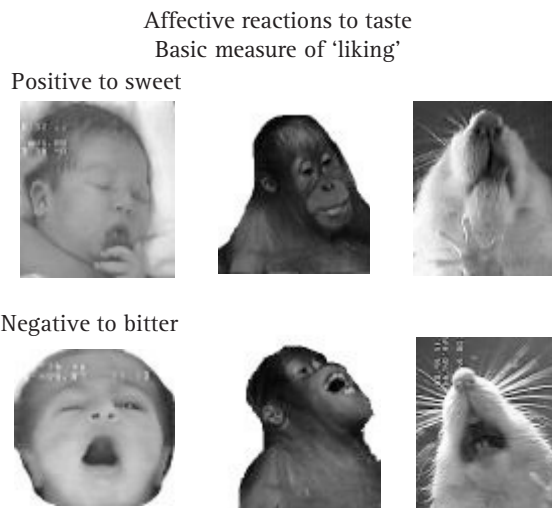 Affective reactions to taste
Basic measure of ‘liking’
Positive to sweet
Negative to bitter